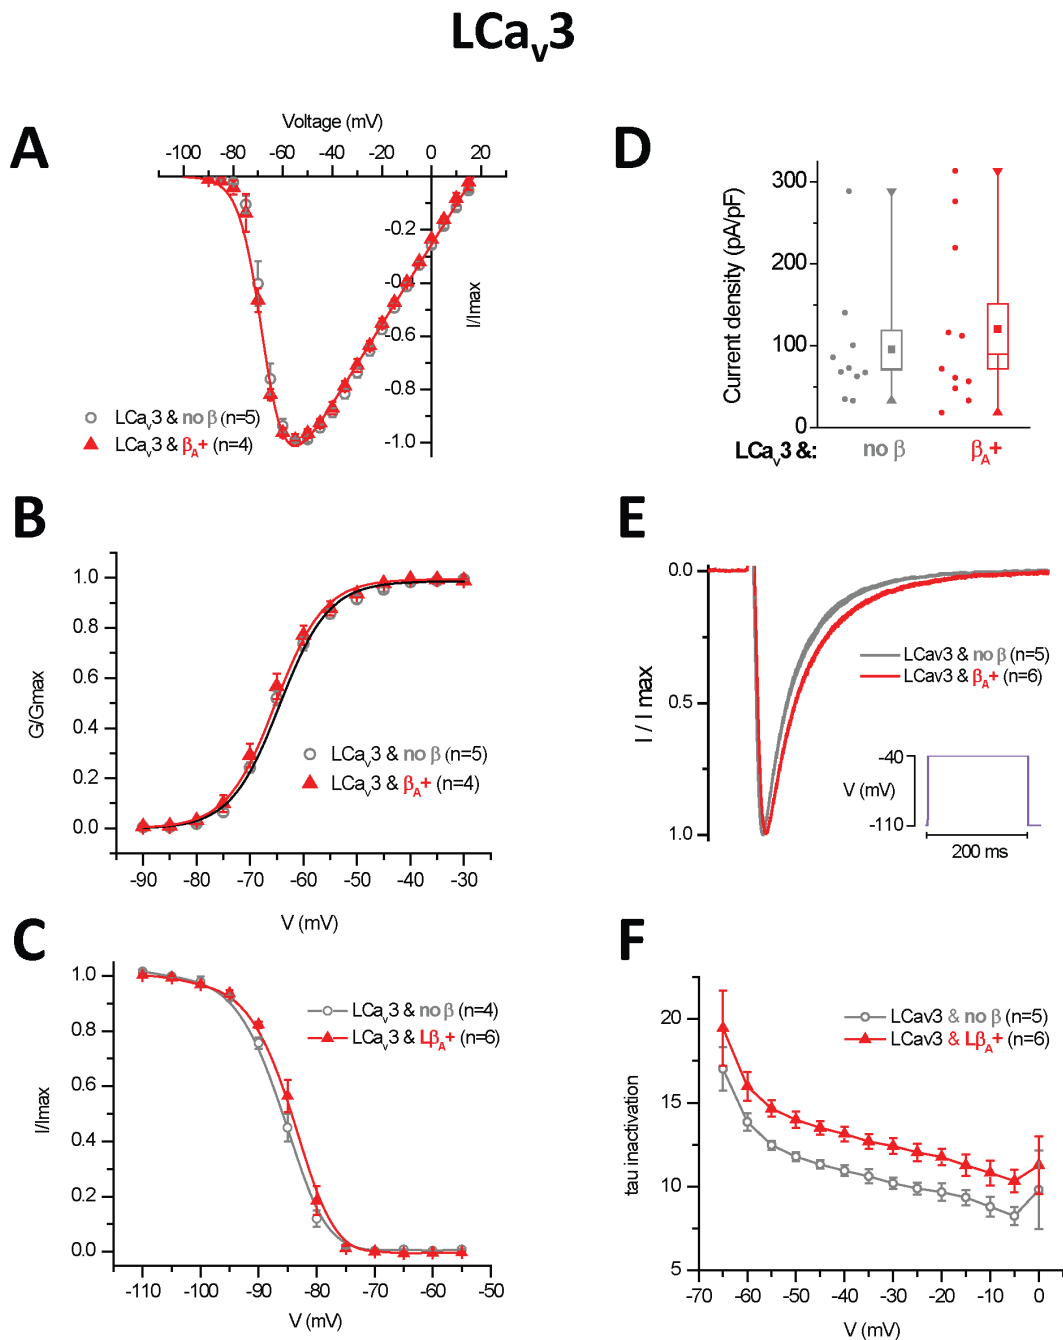 LCav3
A
Voltage (mV)
-100 -80 -60 -40 -20 0 20
-0.2
-0.4
-0.6
-0.8
-1.0
I/Imax
LCav3 & no β (n=5)
LCav3 & βA+ (n=4)
D
Current density (pA/pF)
300
200
100
0
LCav3 &: no β βA+
B
G/Gmax
1.0
0.8
0.6
0.4
0.2
0.0
LCav3 & no β (n=5)
LCav3 & βA+ (n=4)
-90 -80 -70 -60 -50 -40 -30
V (mV)
E
I / I max
0.0
0.5
1.0
LCav3 & no β (n=5)
LCav3 & βA+ (n=6)
-40
V
(mV)
-110
200 ms
C
I/Imax
1.0
0.8
0.6
0.4
0.2
0.0
LCav3 & no β (n=4)
LCav3 & LβA+ (n=6)
-110 -100 -90 -80 -70 -60 -50
V (mV)
F
tau inactivation
20
15
10
5
LCav3 & no β (n=5)
LCav3 & LβA+ (n=6)
-70 -60 -50 -40 -30 -20 -10 0
V (mV)